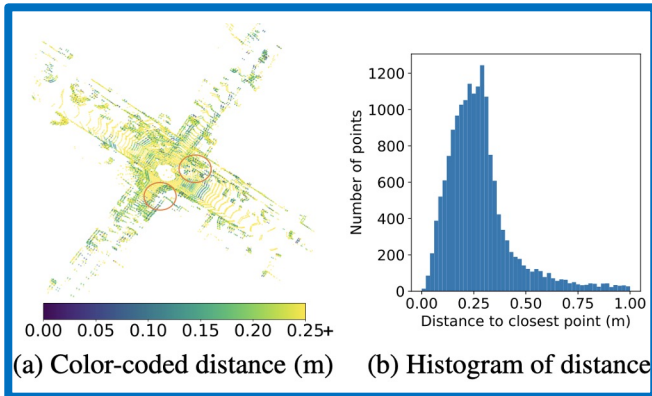 0.00 0.05 0.10 0.15 0.20 0.25+
(a) Color-coded distance (m)
Number of points
1200
1000
800
600
400
200
0
0.00 0.25 0.50 0.75 1.00
Distance to closest point (m)
(b) Histogram of distance